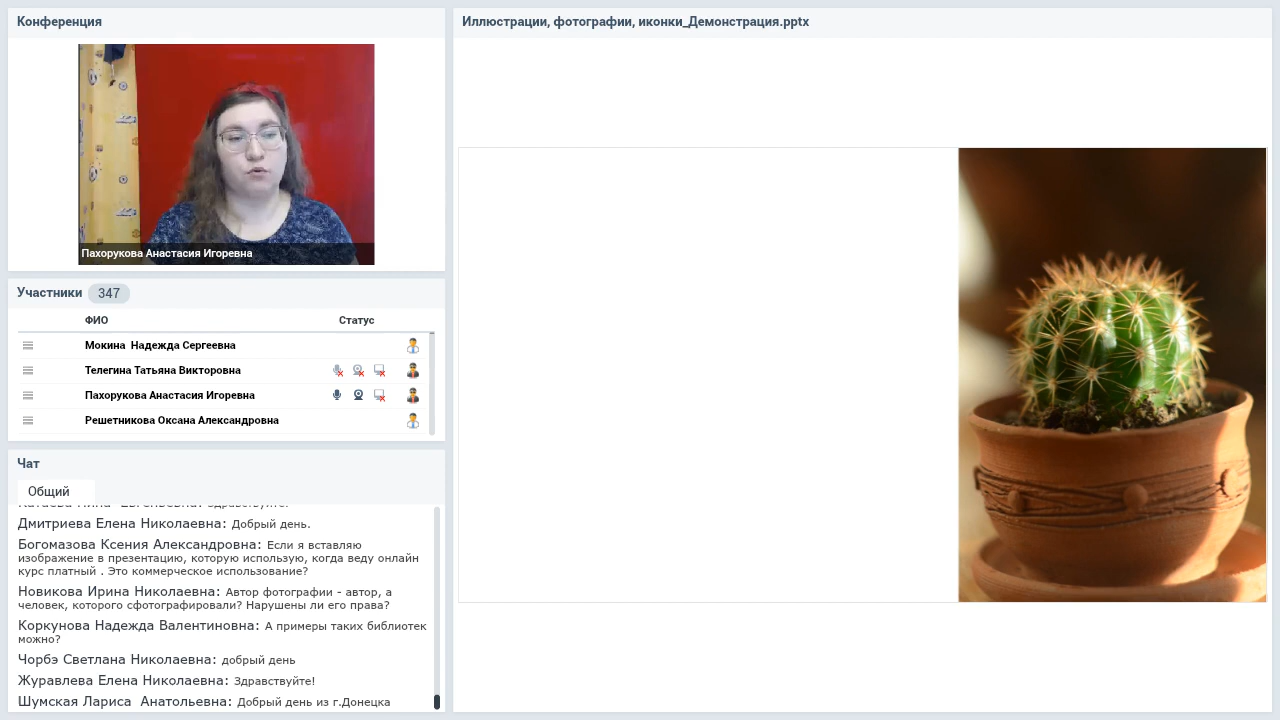 Конференция
Пахорукова Анастасия Игоревна
Участники 347
ФИО Статус
Мокина Надежда Сергеевна
Телегина Татьяна Викторовна
Пахорукова Анастасия Игоревна
Решетникова Оксана Александровна
Чат
Общий
Дмитриева Елена Николаевна: Добрый день.
Богомазова Ксения Александровна: Если я вставляю
изображение в презентацию, которую использую, когда веду онлайн
курс платный . Это коммерческое использование?
Новикова Ирина Николаевна: Автор фотографии - автор, а
человек, которого сфотографировали? Нарушены ли его права?
Коркунова Надежда Валентиновна: А примеры таких библиотек
можно?
Чорбэ Светлана Николаевна: добрый день
Журавлева Елена Николаевна: Здравствуйте!
Шумская Лариса Анатольевна: Добрый день из г.Донецка
Иллюстрации, фотографии, иконки_Демонстрация.pptx